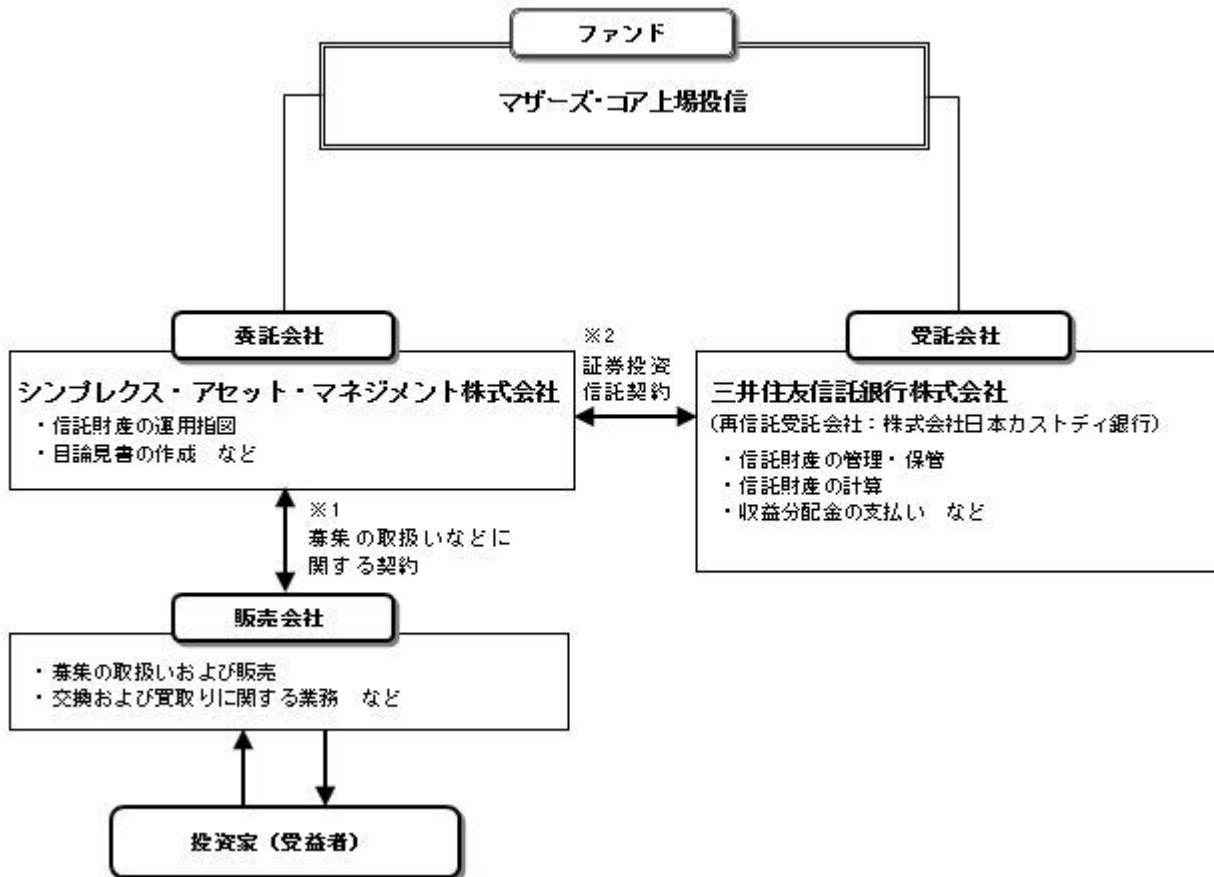 ファンド
マザーズ・コア上場投信
委託会社
シンプレクス・アセット・マネジメント株式会社
・信託財産の運用指図
・目論見書の作成　など
※2
証券投資
信託契約
受託会社
三井住友信託銀行株式会社
(再信託受託会社：株式会社日本カストディ銀行)
・信託財産の管理・保管
・信託財産の計算
・収益分配金の支払い　など
※1
募集の取扱いなどに
関する契約
販売会社
・募集の取扱いおよび販売
・交換および買取りに関する業務　など
投資家（受益者）